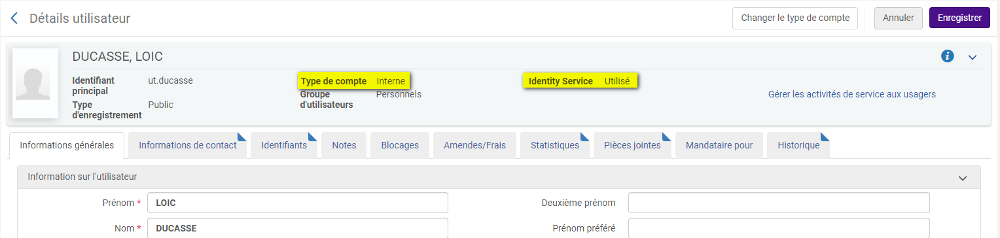 Détails utilisateur
Changer le type de compte
Annuler
Enregistrer
DUCASSE, LOIC
Identifiant principal
ut.ducasse
Type d'enregistrement
Public
Type de compte Interne
Groupe d'utilisateurs
Personnels
Identity Service Utilisé
Gérer les activités de service aux usagers
Informations générales
Informations de contact
Identifiants
Notes
Blocages
Amendes/Frais
Statistiques
Pièces jointes
Mandataire pour
Historique
Information sur l'utilisateur
Prénom * LOIC
Deuxième prénom
Nom * DUCASSE
Prénom préféré